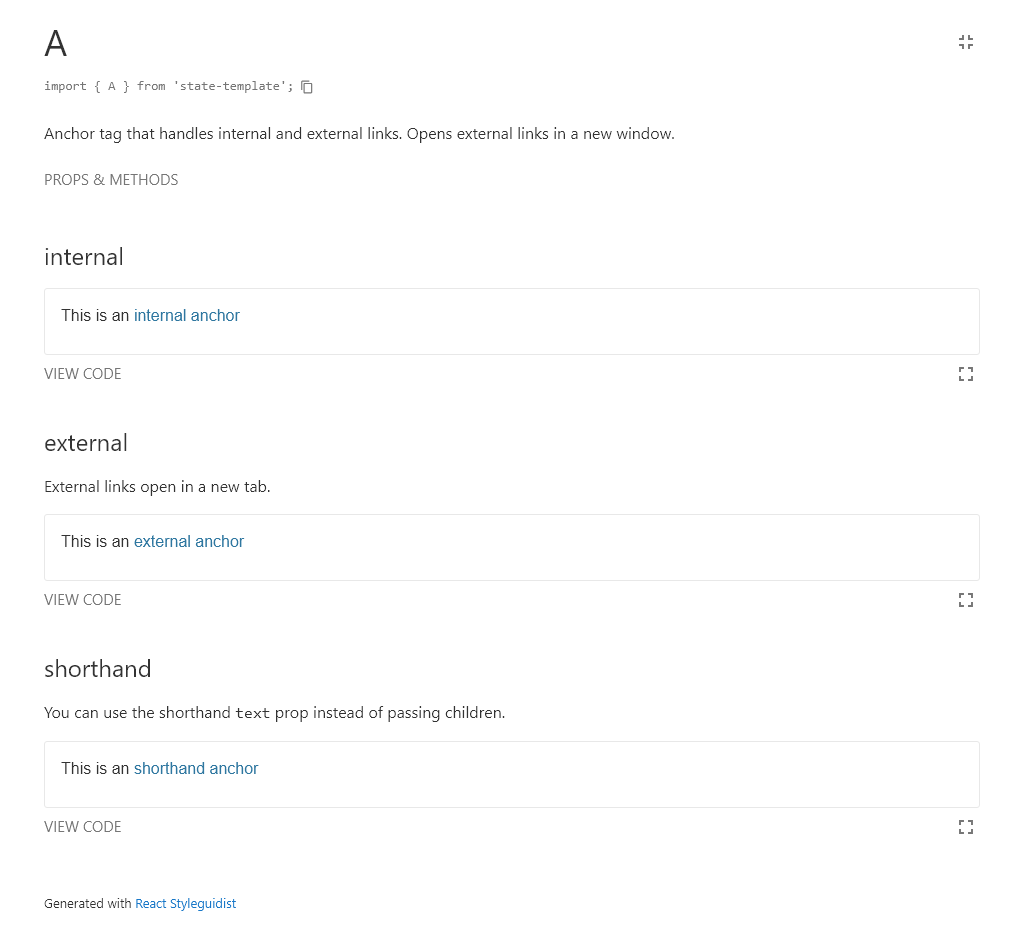 A
import { A } from 'state-template';
Anchor tag that handles internal and external links. Opens external links in a new window.
PROPS & METHODS
internal
This is an internal anchor
VIEW CODE
external
External links open in a new tab.
This is an external anchor
VIEW CODE
shorthand
You can use the shorthand text prop instead of passing children.
This is an shorthand anchor
VIEW CODE
Generated with React Styleguidist